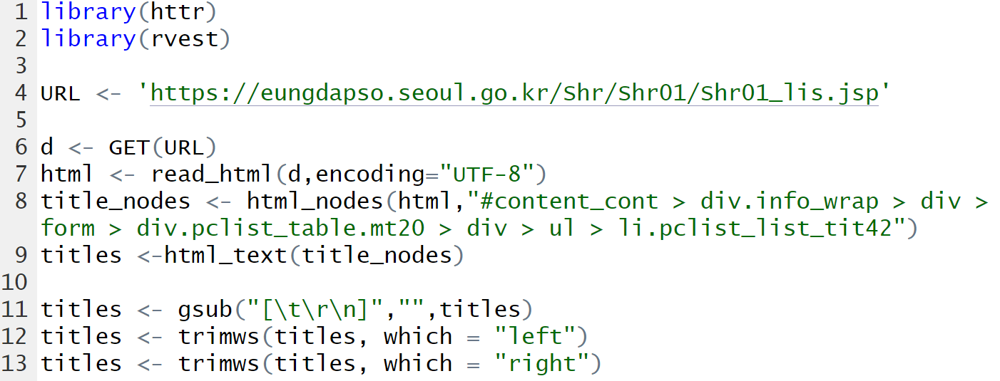 1 library(httr)
2 library(rvest)
3
4 URL <- 'https://eungdapso.seoul.go.kr/Shr/Shr01/Shr01_lis.jsp'
5
6 d <- GET(URL)
7 html <- read_html(d,encoding="UTF-8")
8 title_nodes <- html_nodes(html,"#content_cont > div.info_wrap > div >
form > div.pclist_table.mt20 > div > ul > li.pclist_list_tit42")
9 titles <-html_text(title_nodes)
10
11 titles <- gsub("[\t\r\n]","",titles)
12 titles <- trimws(titles, which = "left")
13 titles <- trimws(titles, which = "right")